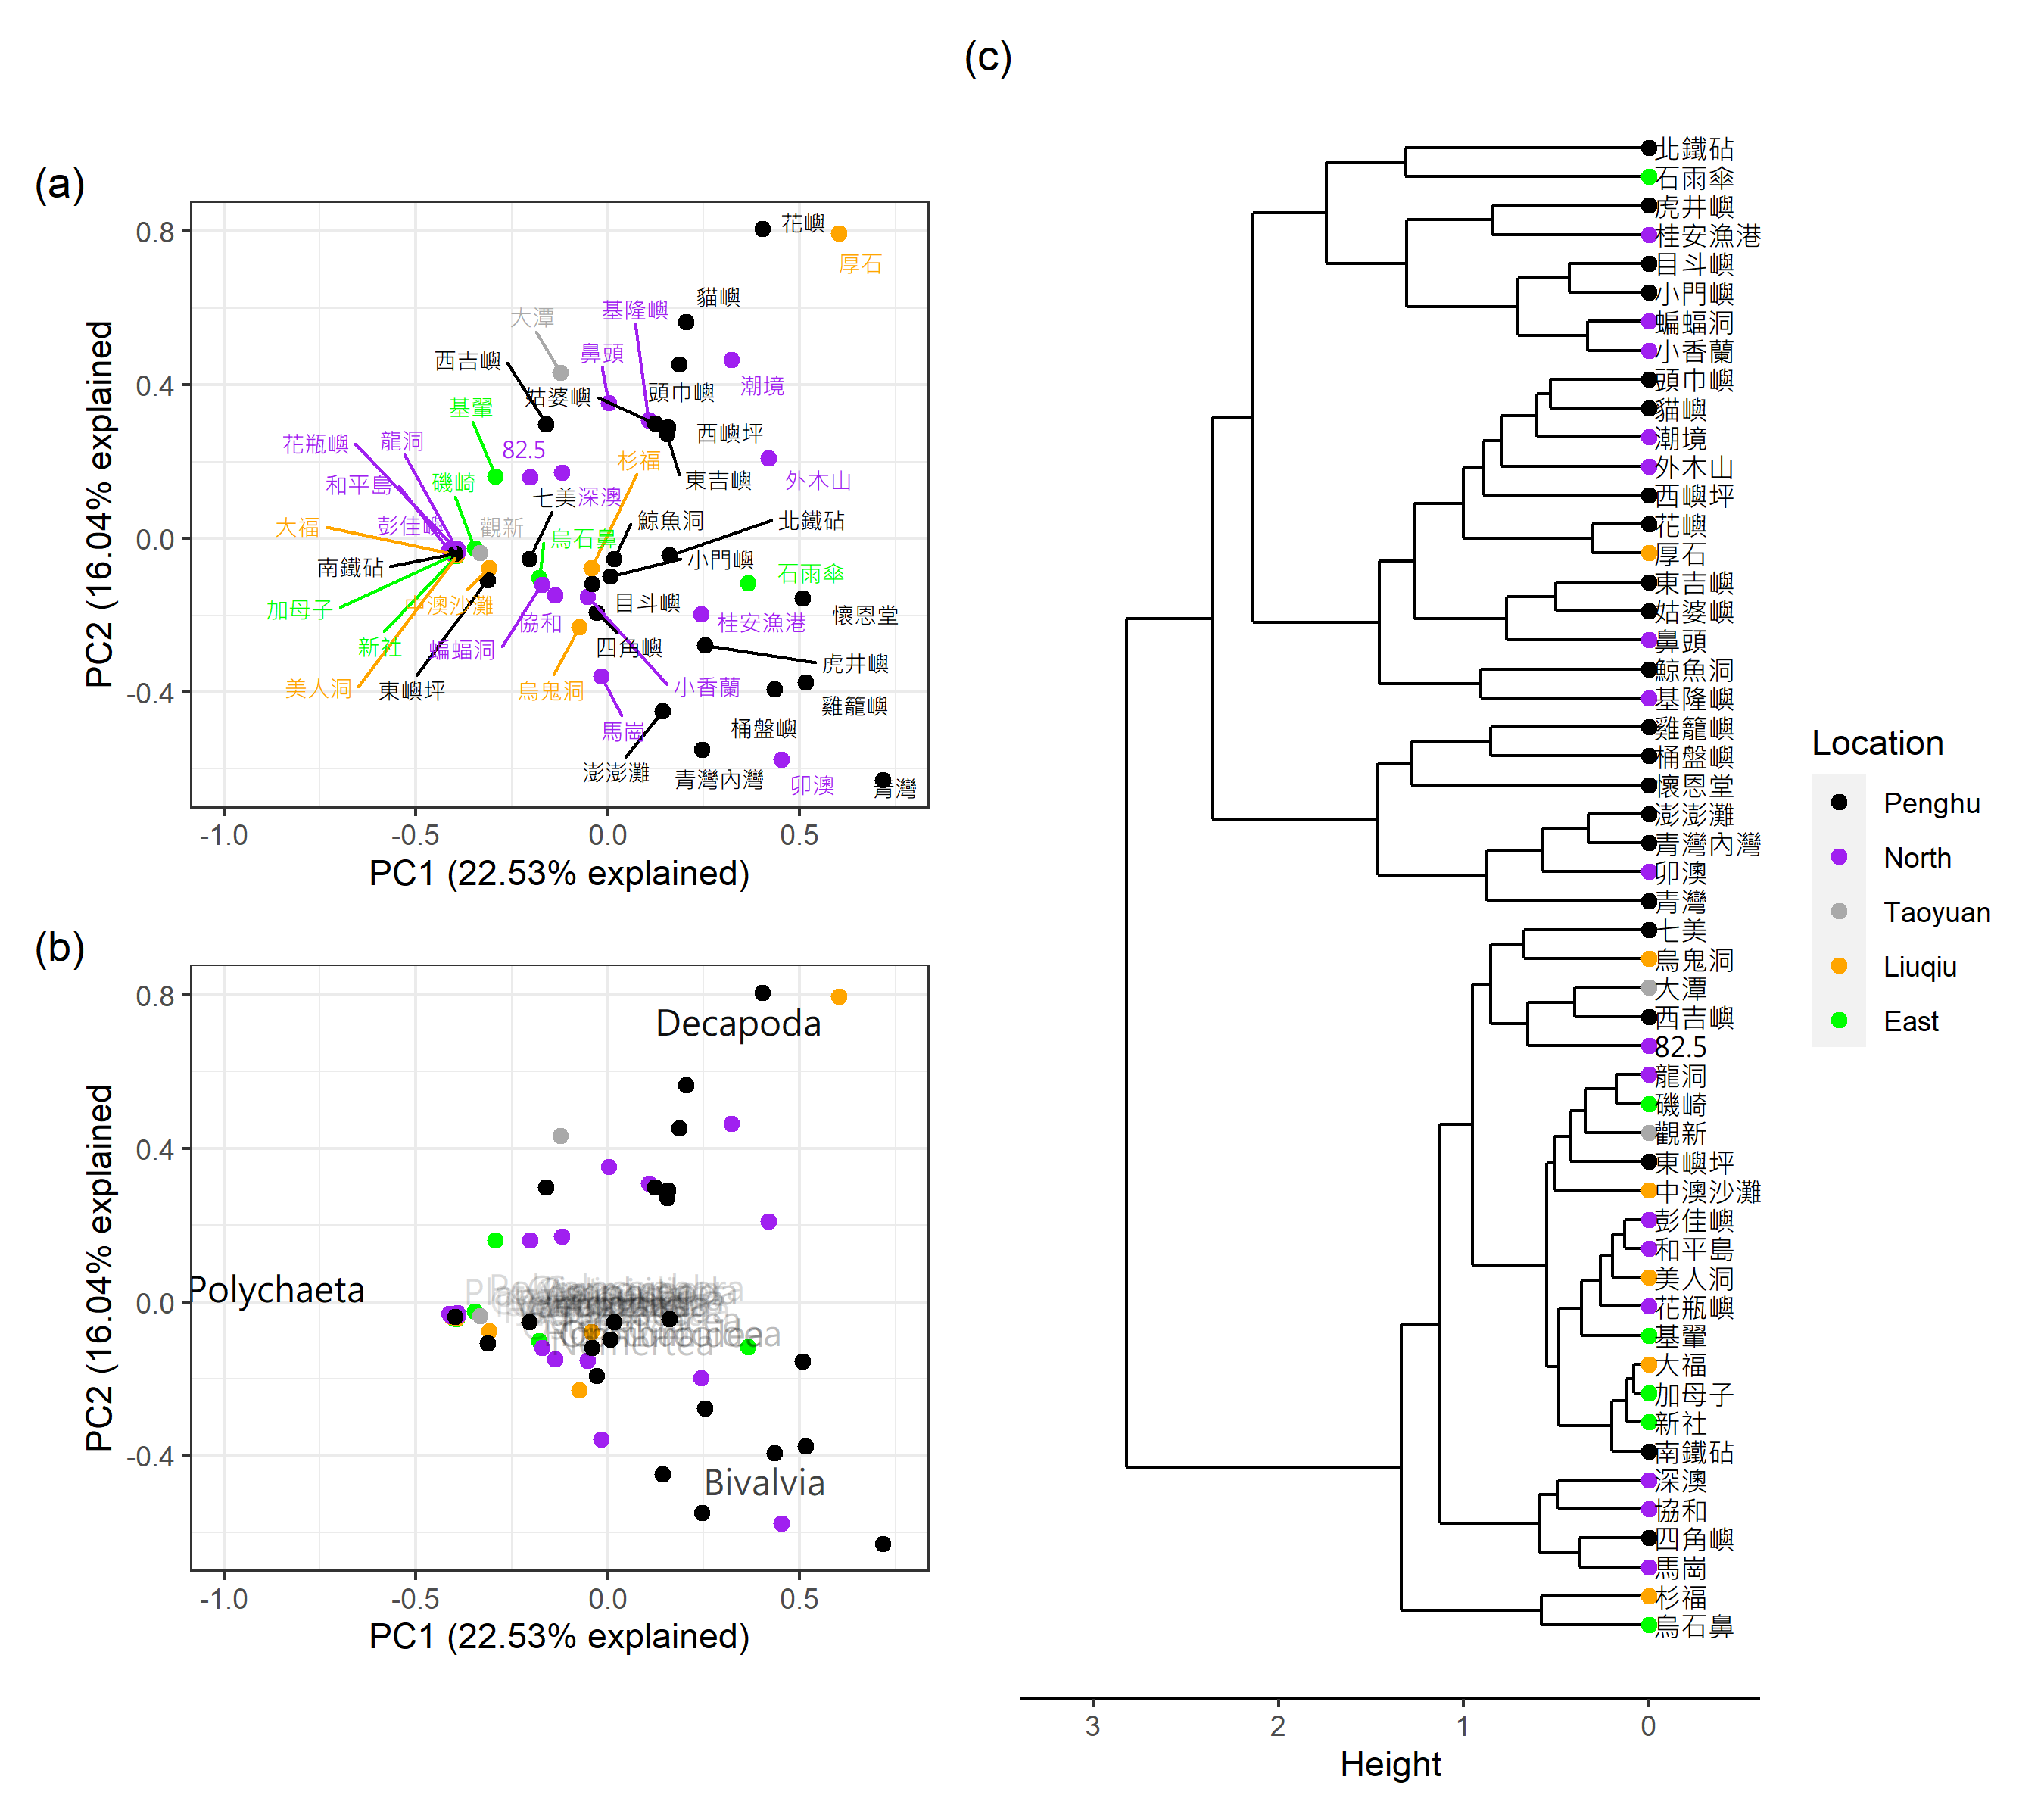 (a)
PC2 (16.04% explained
0.8
0.4
0.0
-0.4
-1.0
-0.5
0.0
0.5
PC1 (22.53% explained)
花嶼
厚石
貓嶼
基隆嶼
大潭
鼻頭
西吉嶼
潮境
頭巾嶼
姑婆嶼
基翬
西嶼坪
花瓶嶼
龍洞
82.5
杉福
東吉嶼
外木山
和平島
磯崎
七美
深澳
大福
彭佳嶼
觀新
鯨魚洞
北鐵砧
烏石鼻
南鐵砧
小門嶼
石雨傘
加母子
中澳沙灘
目斗嶼
懷恩堂
協和
桂安漁港
新社
蝙蝠洞
四角嶼
虎井嶼
美人洞
東嶼坪
烏鬼洞
小香蘭
雞籠嶼
馬崗
桶盤嶼
澎澎灘
青灣內灣
卯澳
青灣
(b)
PC2 (16.04% explained
0.8
0.4
0.0
-0.4
-1.0
-0.5
0.0
0.5
PC1 (22.53% explained)
Decapoda
Polychaeta
Nemertea
Bivalvia
(c)
北鐵砧
石雨傘
虎井嶼
桂安漁港
目斗嶼
小門嶼
蝙蝠洞
小香蘭
頭巾嶼
貓嶼
潮境
外木山
西嶼坪
花嶼
厚石
東吉嶼
姑婆嶼
鼻頭
鯨魚洞
基隆嶼
雞籠嶼
桶盤嶼
懷恩堂
澎澎灘
青灣內灣
卯澳
青灣
七美
烏鬼洞
大潭
西吉嶼
82.5
龍洞
磯崎
觀新
東嶼坪
中澳沙灘
彭佳嶼
和平島
美人洞
花瓶嶼
基翬
大福
加母子
新社
南鐵砧
深澳
協和
四角嶼
馬崗
杉福
烏石鼻
3
2
1
0
Height
Location
Penghu
North
Taoyuan
Liuqiu
East